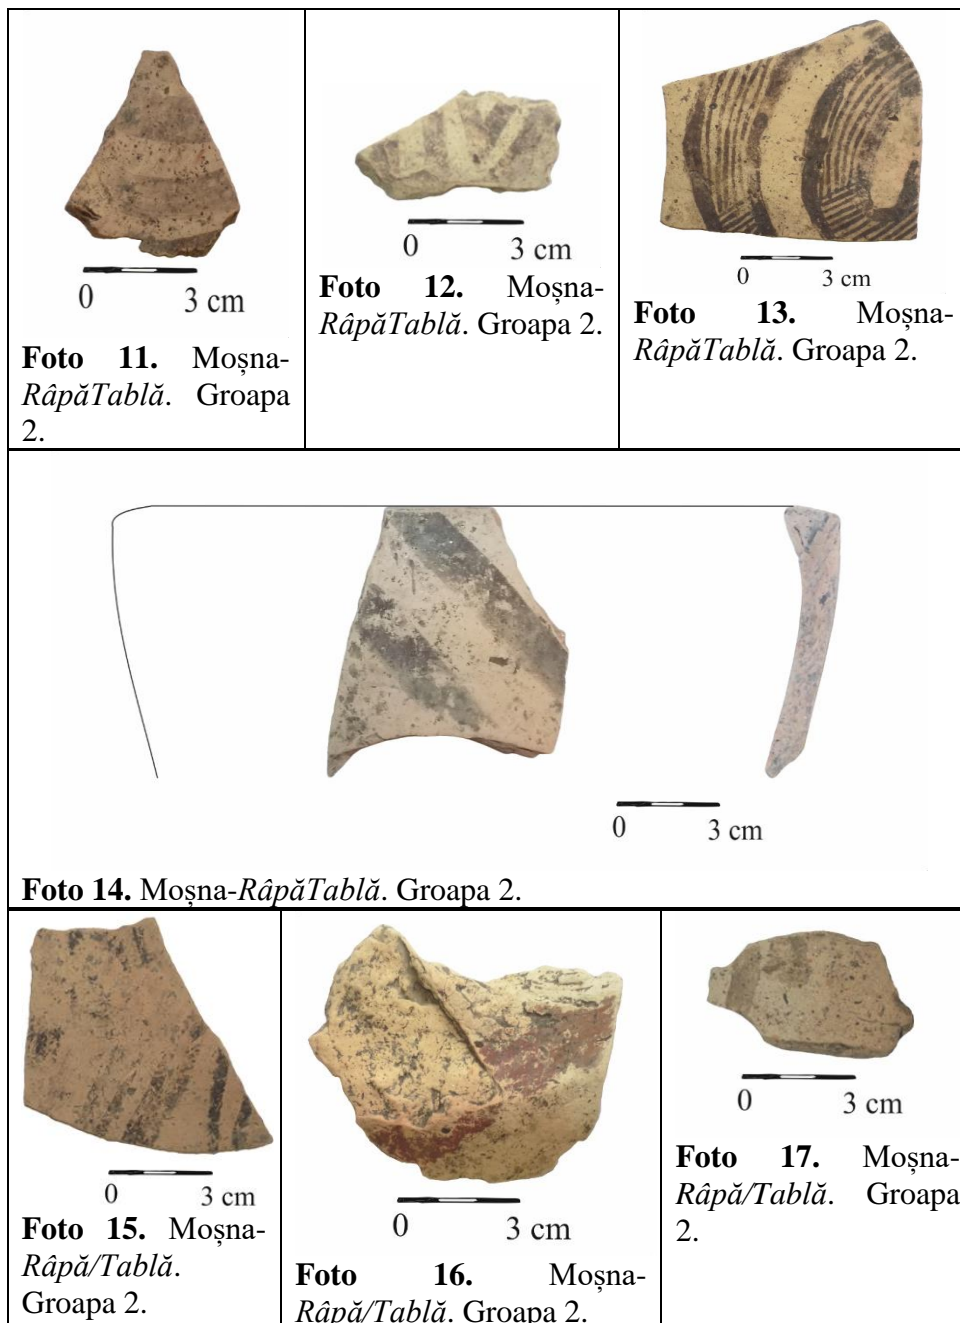 0 3 cm
Foto 11. Moșna-
RâpăTablă. Groapa
2.
0 3 cm
Foto 12. Moșna-
RâpăTablă. Groapa 2.
0 3 cm
Foto 13. Moșna-
RâpăTablă. Groapa 2.
0 3 cm
Foto 14. Moșna-RâpăTablă. Groapa 2.
0 3 cm
Foto 15. Moșna-
Râpă/Tablă.
Groapa 2.
0 3 cm
Foto 16. Moșna-
Râpă/Tablă. Groapa 2.
0 3 cm
Foto 17. Moșna-
Râpă/Tablă. Groapa
2.